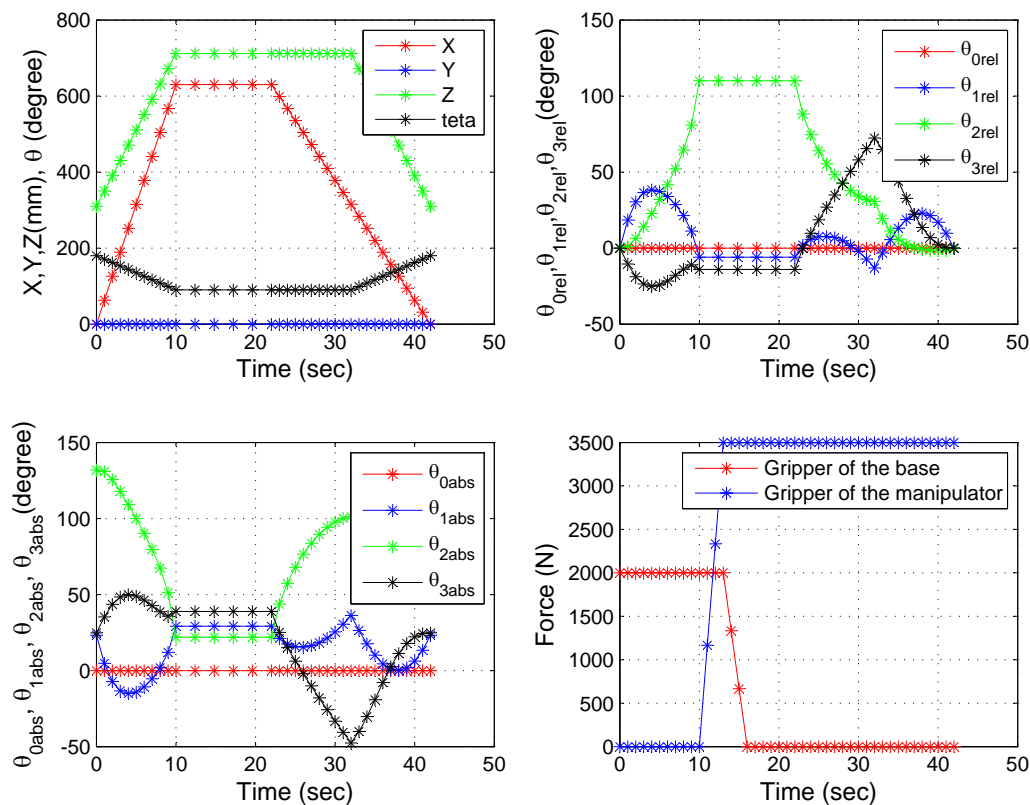 X,Y,Z(mm), θ (degree)
800
600
400
200
0
0 10 20 30 40 50
Time (sec)
X
Y
Z
teta
θ0rel,θ1rel,θ2rel,θ3rel(degree)
150
100
50
0
-50
0 10 20 30 40 50
Time (sec)
θ0rel
θ1rel
θ2rel
θ3rel
θ0abs, θ1abs, θ2abs, θ3abs(degree)
150
100
50
0
-50
0 10 20 30 40 50
Time (sec)
θ0abs
θ1abs
θ2abs
θ3abs
Force (N)
3500
3000
2500
2000
1500
1000
500
0
0 10 20 30 40 50
Time (sec)
Gripper of the base
Gripper of the manipulator